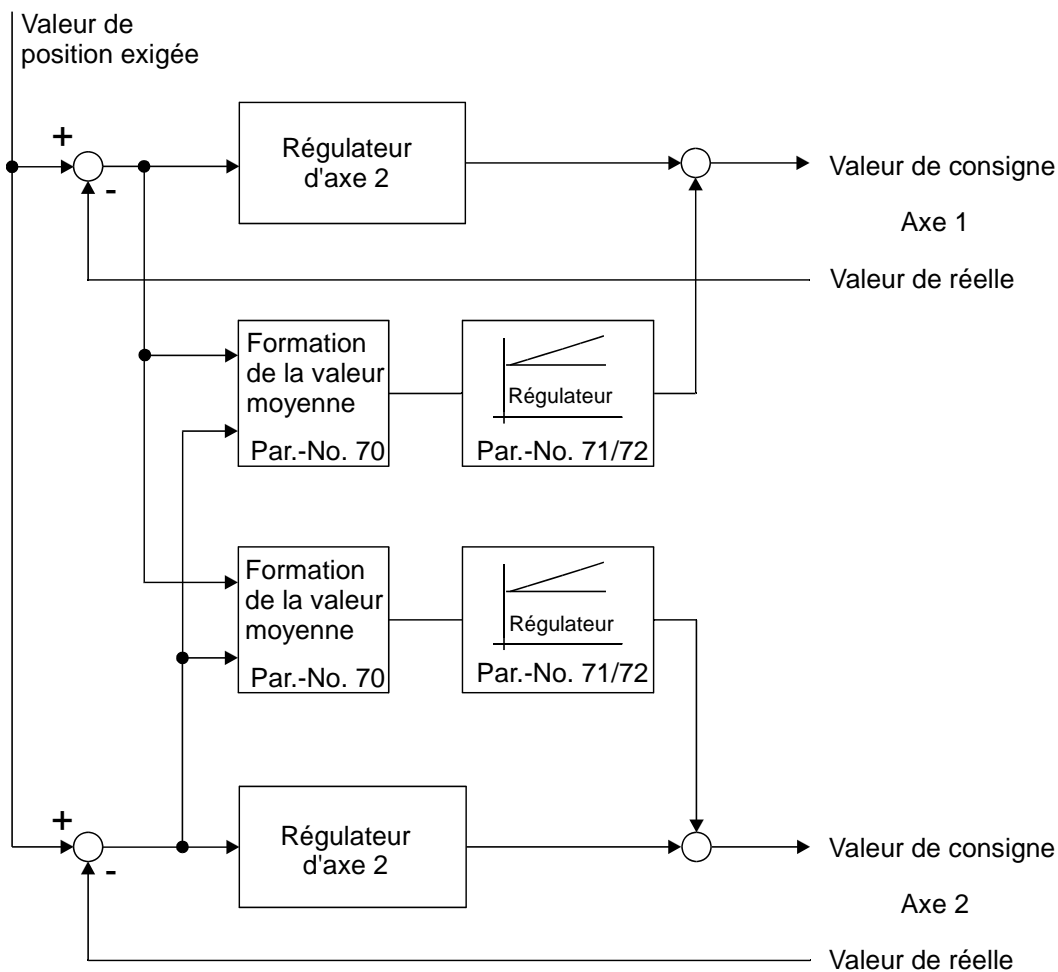 Valeur de
position exigée
+
-
Régulateur
d'axe 2
Valeur de consigne
Axe 1
Valeur de réelle
Formation
de la valeur
moyenne
Par.-No. 70
Régulateur
Par.-No. 71/72
Formation
de la valeur
moyenne
Par.-No. 70
Régulateur
Par.-No. 71/72
+
-
Régulateur
d'axe 2
Valeur de consigne
Axe 2
Valeur de réelle